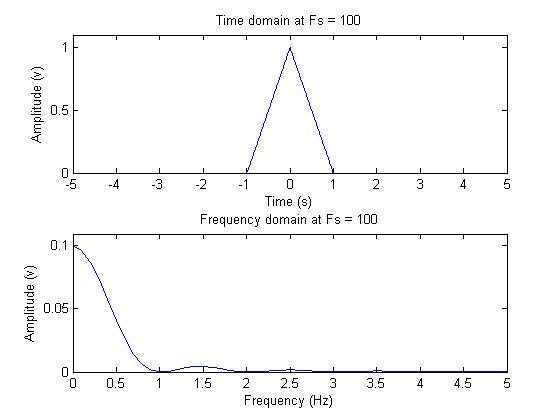 Time domain at Fs = 100
1
0.5
0
Amplitude (v)
-5 -4 -3 -2 -1 0 1 2 3 4 5
Time (s)
Frequency domain at Fs = 100
0.1
0.05
0
Amplitude (v)
0 0.5 1 1.5 2 2.5 3 3.5 4 4.5 5
Frequency (Hz)